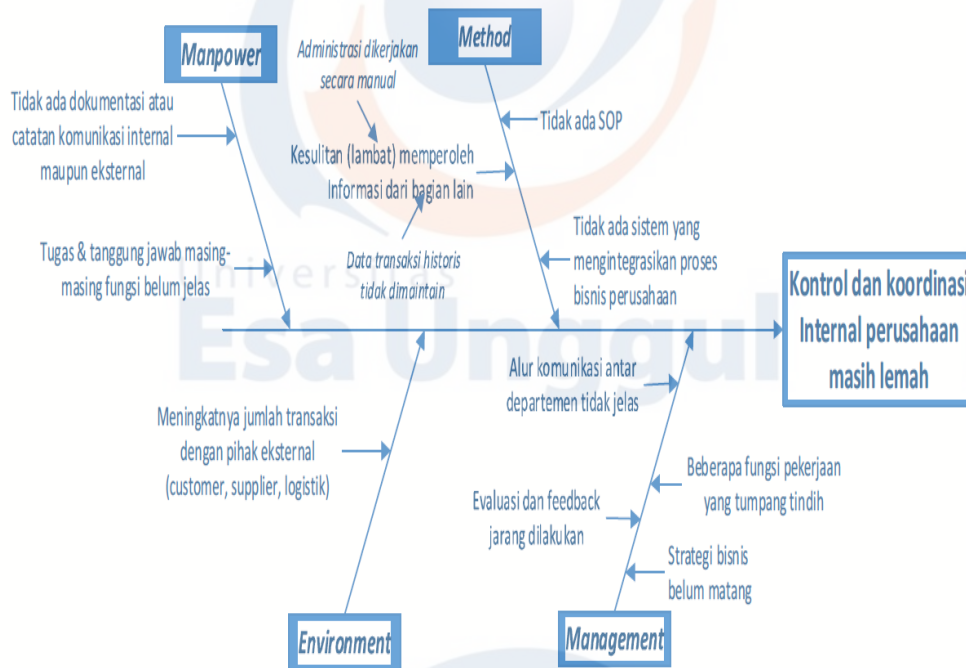 Manpower
Administrasi dikerjakan
secara manual
Method
Tidak ada dokumentasi atau
catatan komunikasi internal
maupun eksternal
Tidak ada SOP
Kesulitan (lambat) memperoleh
Informasi dari bagian lain
Tugas & tanggung jawab masing-
masing fungsi belum jelas
Data transaksi historis
tidak dimaintain
Tidak ada sistem yang
mengintegrasikan proses
bisnis perusahaan
Universitas
Esa Unggul
Kontrol dan koordinasi
Internal perusahaan
masih lemah
Alur komunikasi antar
departemen tidak jelas
Meningkatnya jumlah transaksi
dengan pihak eksternal
(customer, supplier, logistik)
Beberapa fungsi pekerjaan
yang tumpang tindih
Evaluasi dan feedback
jarang dilakukan
Strategi bisnis
belum matang
Environment
Management